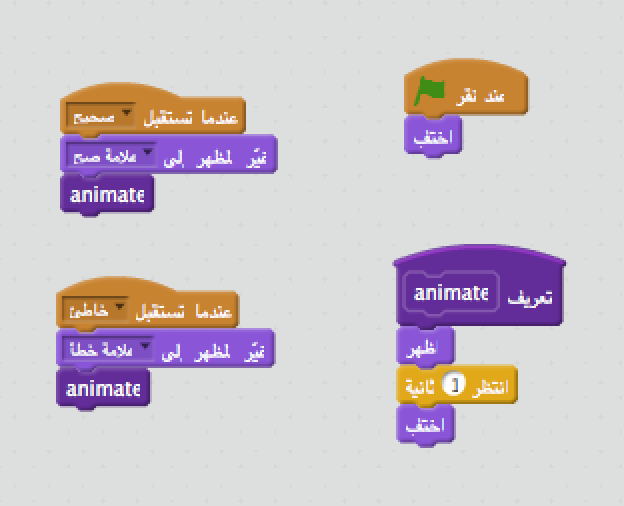 عندما تستقبل صحيح
غيّر المظهر إلى علامة صح
animate
عند نقر
اختف
عندما تستقبل خاطئ
غيّر المظهر إلى علامة خطأ
animate
تعريف animate
اظهر
انتظر 1 ثانية
اختف